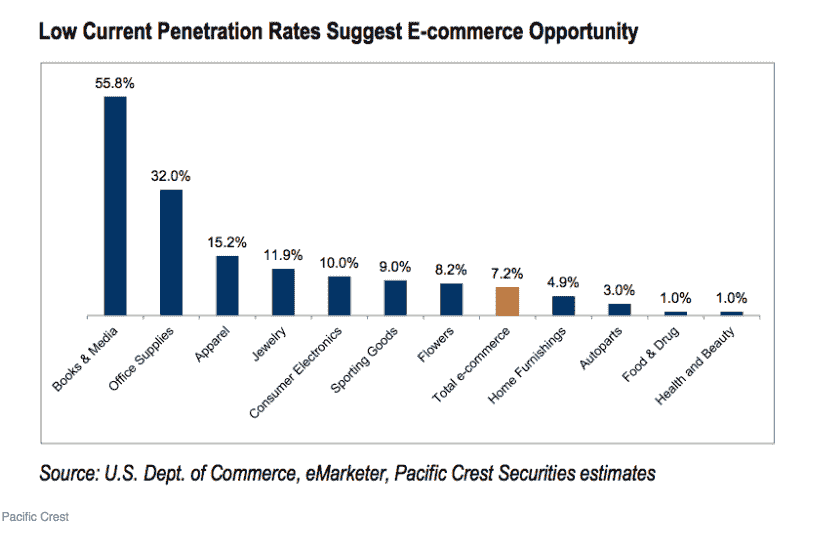 Low Current Penetration Rates Suggest E-commerce Opportunity
55.8%
32.0%
15.2%
11.9%
10.0%
9.0%
8.2%
7.2%
4.9%
3.0%
1.0%
1.0%
Books & Media
Office Supplies
Apparel
Jewelry
Consumer Electronics
Sporting Goods
Flowers
Total e-commerce
Home Furnishings
Autoparts
Food & Drug
Health and Beauty
Source: U.S. Dept. of Commerce, eMarketer, Pacific Crest Securities estimates
Pacific Crest